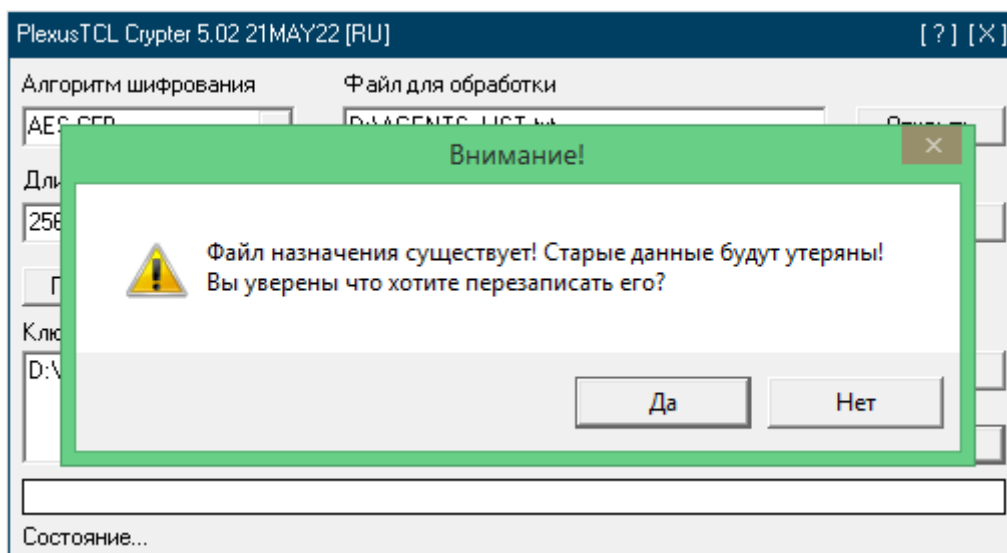 PlexusTCL Crypter 5.02 21MAY22 [RU] [ ? ] [X]
Алгоритм шифрования Файл для обработки
Внимание!
256
Файл назначения существует! Старые данные будут утеряны!
Вы уверены что хотите перезаписать его?
D:\
Да Нет
Состояние...